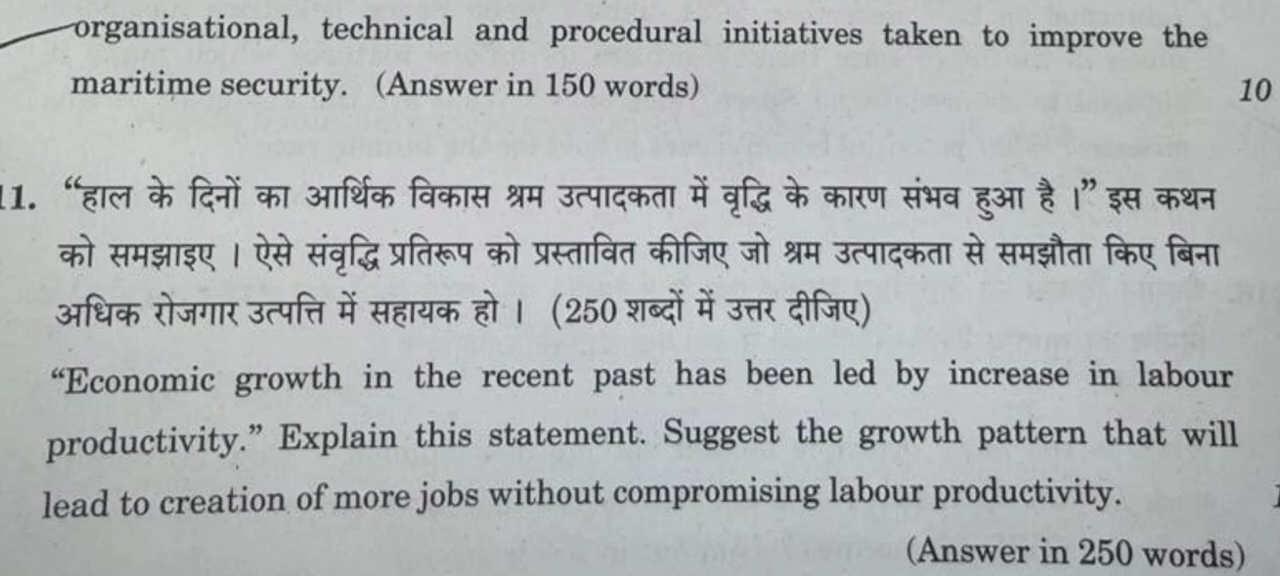 organisational, technical and procedural initiatives taken to improve the
maritime security. (Answer in 150 words) 10
11. “हाल के दिनों का आर्थिक विकास श्रम उत्पादकता में वृद्धि के कारण संभव हुआ है ।” इस कथन
को समझाइए । ऐसे संवृद्धि प्रतिरूप को प्रस्तावित कीजिए जो श्रम उत्पादकता से समझौता किए बिना
अधिक रोजगार उत्पत्ति में सहायक हो । (250 शब्दों में उत्तर दीजिए)
“Economic growth in the recent past has been led by increase in labour
productivity.” Explain this statement. Suggest the growth pattern that will
lead to creation of more jobs without compromising labour productivity.
(Answer in 250 words)